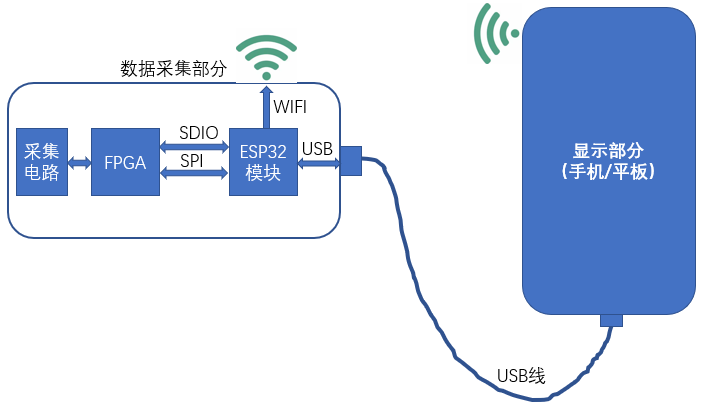 数据采集部分
WIFI
采集
电路
FPGA
SDIO
SPI
ESP32
模块
USB
显示部分
(手机/平板)
USB线